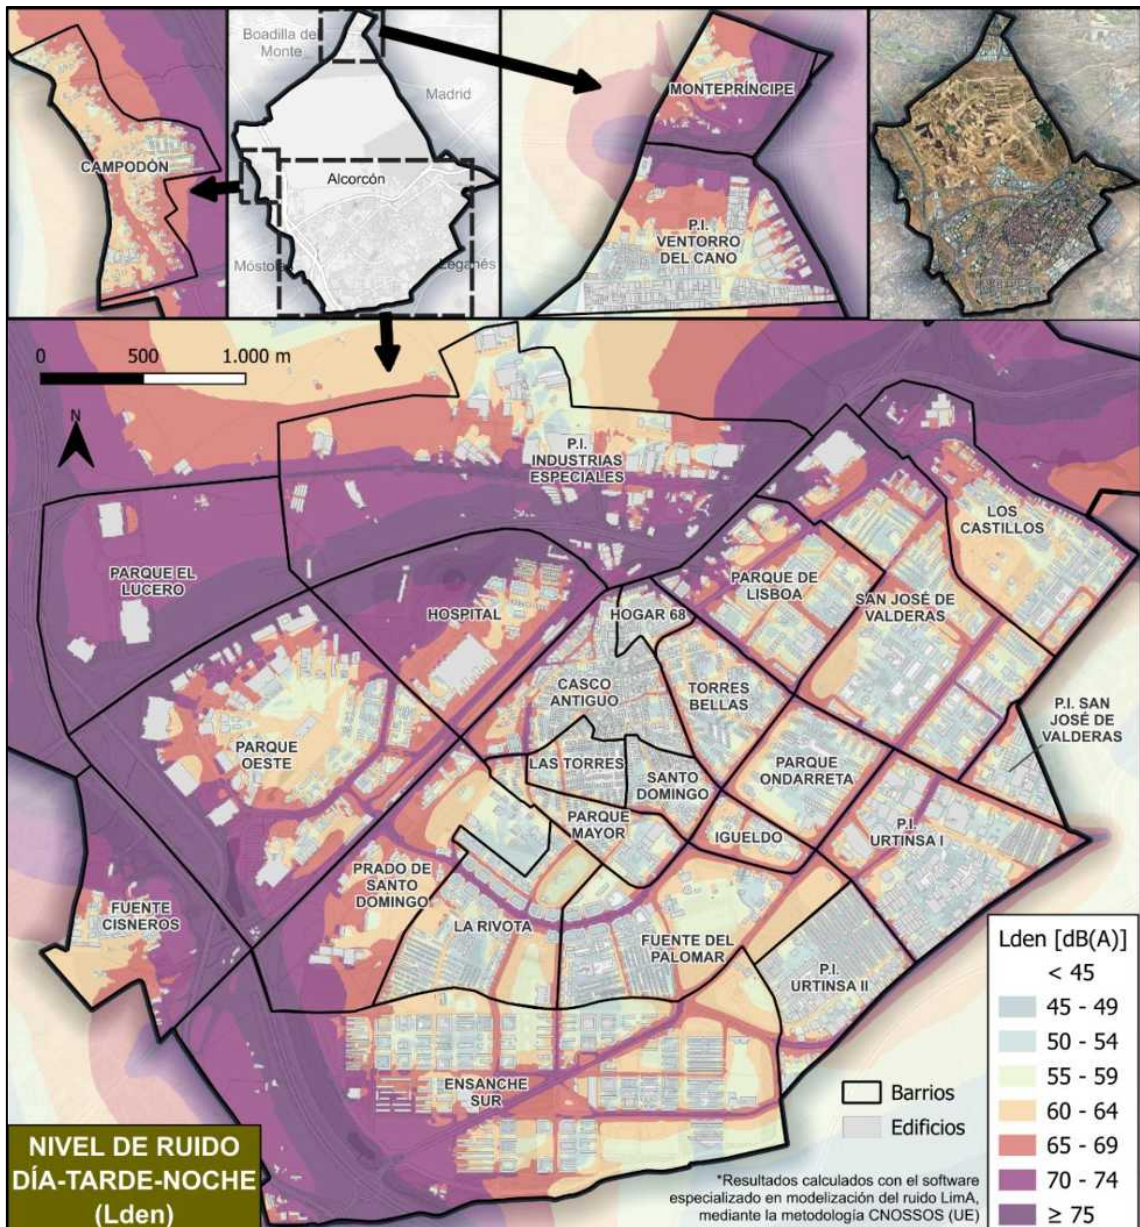 Boadilla de
Monte
Madrid
Alcorcón
Móstoles
Leganés
CAMPODÓN
MONTEPRÍNCIPE
P.I.
VENTORRO
DEL CANO
0 500 1.000 m
N
P.I.
INDUSTRIAS
ESPECIALES
LOS
CASTILLOS
PARQUE EL
LUCERO
HOSPITAL
HOGAR 68
PARQUE DE
LISBOA
SAN JOSÉ DE
VALDERAS
CASCO
ANTIGUO
TORRES
BELLAS
P.I. SAN
JOSÉ DE
VALDERAS
PARQUE
OESTE
LAS TORRES
SANTO
DOMINGO
PARQUE
ONDARRETA
PARQUE
MAYOR
IGUELDO
P.I.
URTINSA I
PRADO DE
SANTO
DOMINGO
FUENTE
CISNEROS
LA RIVOTA
FUENTE DEL
PALOMAR
P.I.
URTINSA II
ENSANCHE
SUR
Lden [dB(A)]
< 45
45 - 49
50 - 54
55 - 59
60 - 64
65 - 69
70 - 74
≥ 75
Barrios
Edificios
NIVEL DE RUIDO
DÍA-TARDE-NOCHE
(Lden)
*Resultados calculados con el software
especializado en modelización del ruido LimA,
mediante la metodología CNOSSOS (UE)